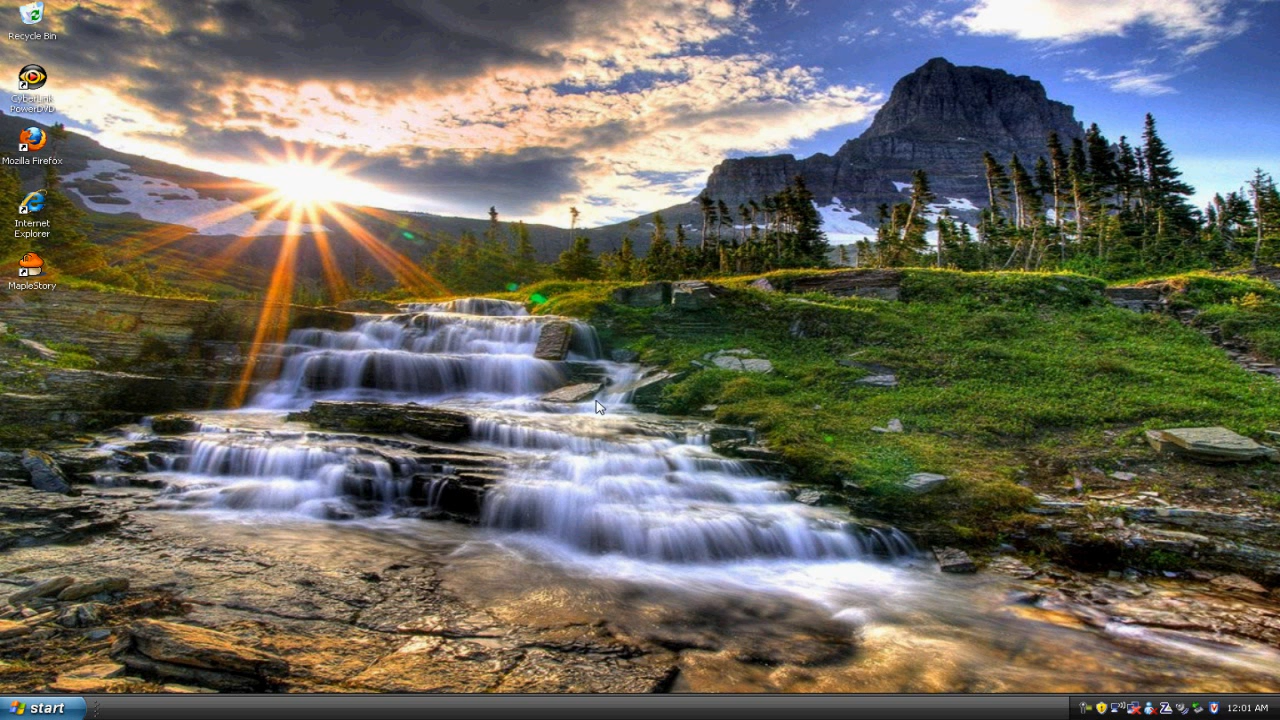 Recycle Bin
CyberLink
PowerDVD
Mozilla Firefox
Internet
Explorer
MapleStory
start
12:01 AM